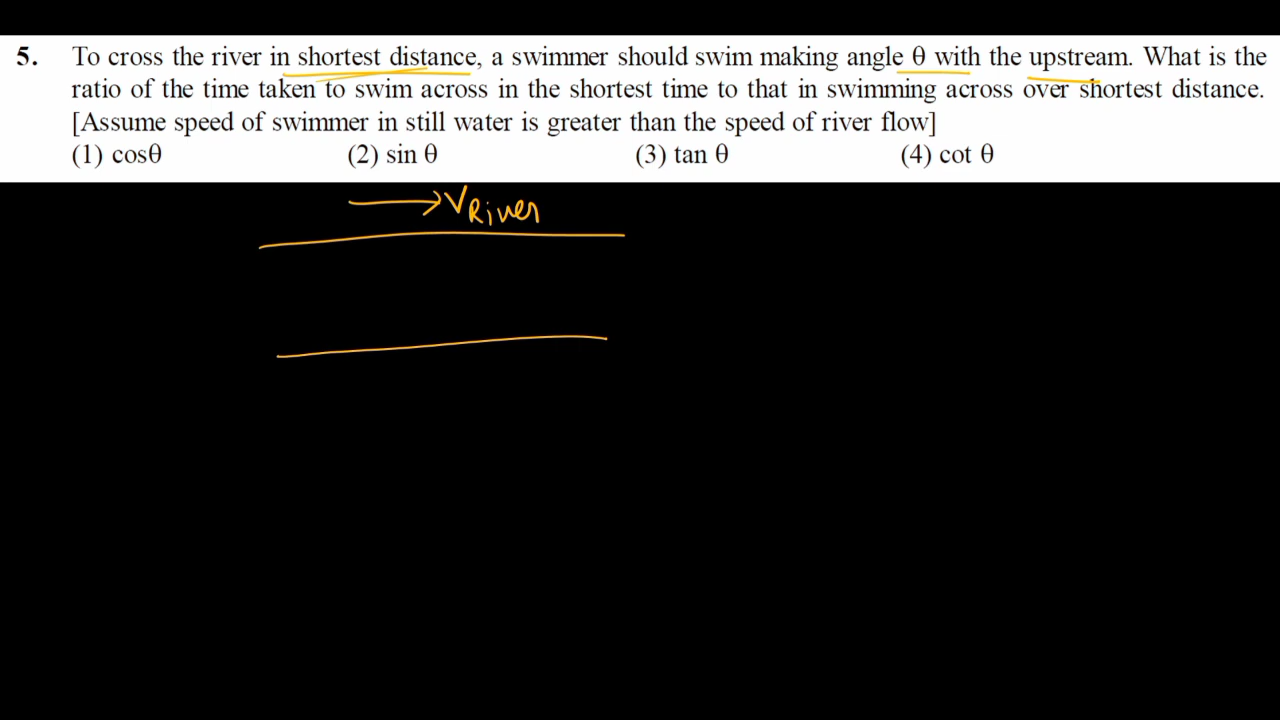 5. To cross the river in shortest distance, a swimmer should swim making angle θ with the upstream. What is the
ratio of the time taken to swim across in the shortest time to that in swimming across over shortest distance.
[Assume speed of swimmer in still water is greater than the speed of river flow]
(1) cosθ (2) sin θ (3) tan θ (4) cot θ
VRiver